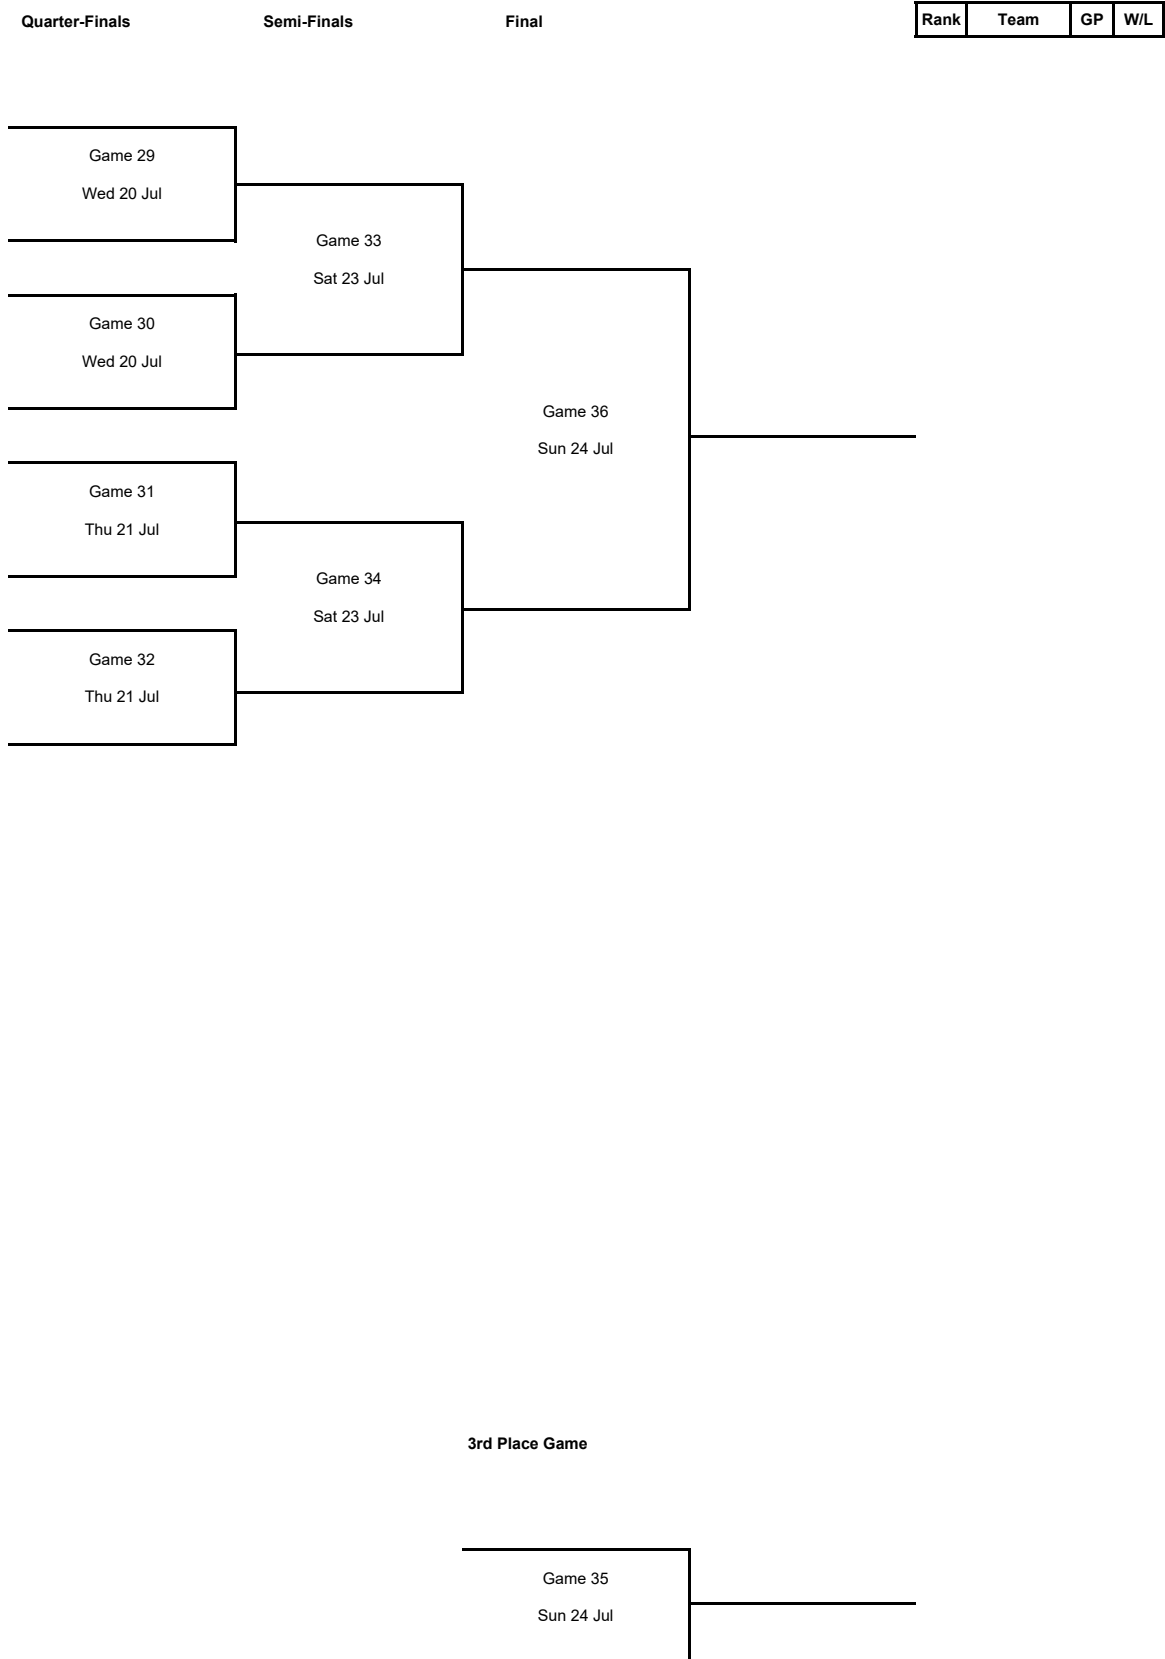 Quarter-Finals Semi-Finals Final Rank Team GP W/L
Game 29
Wed 20 Jul
Game 33
Sat 23 Jul
Game 30
Wed 20 Jul
Game 36
Sun 24 Jul
Game 31
Thu 21 Jul
Game 34
Sat 23 Jul
Game 32
Thu 21 Jul
3rd Place Game
Game 35
Sun 24 Jul